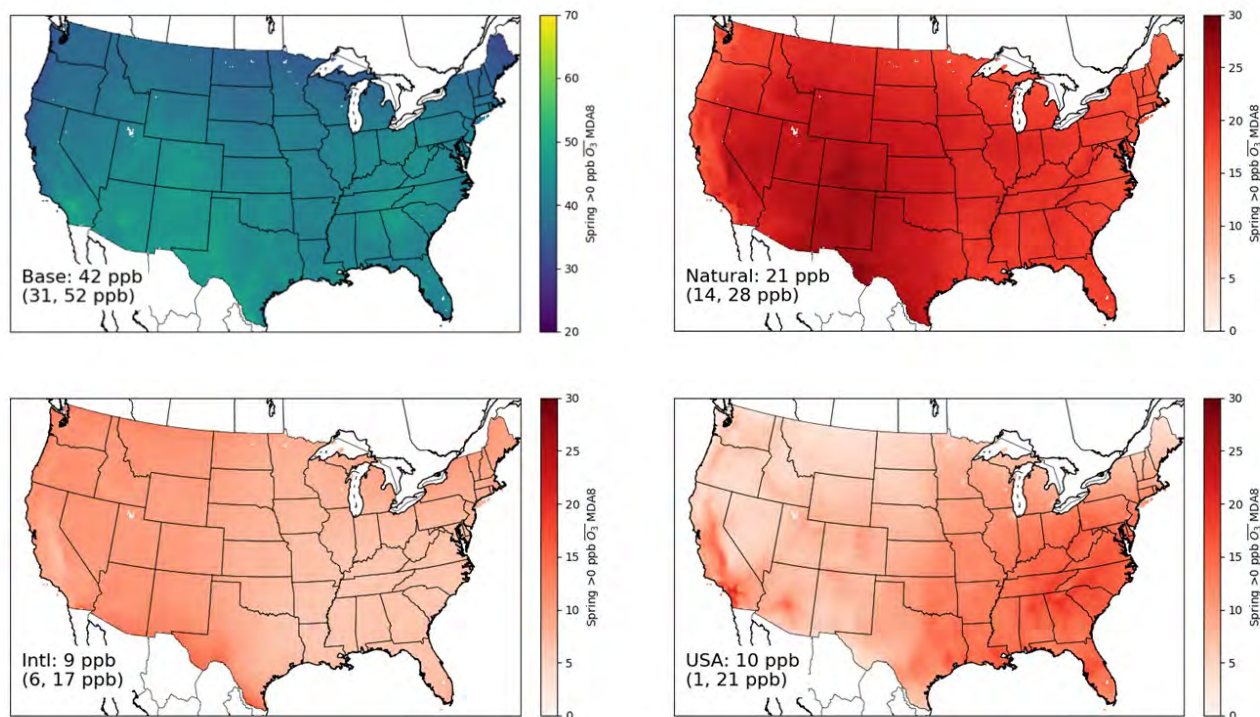 70
60
50
40
30
20
Spring >0 ppb O₃ MDA8
Base: 42 ppb
(31, 52 ppb)
30
25
20
15
10
5
0
Spring >0 ppb O₃ MDA8
Natural: 21 ppb
(14, 28 ppb)
30
25
20
15
10
5
0
Spring >0 ppb O₃ MDA8
Intl: 9 ppb
(6, 17 ppb)
30
25
20
15
10
5
0
Spring >0 ppb O₃ MDA8
USA: 10 ppb
(1, 21 ppb)